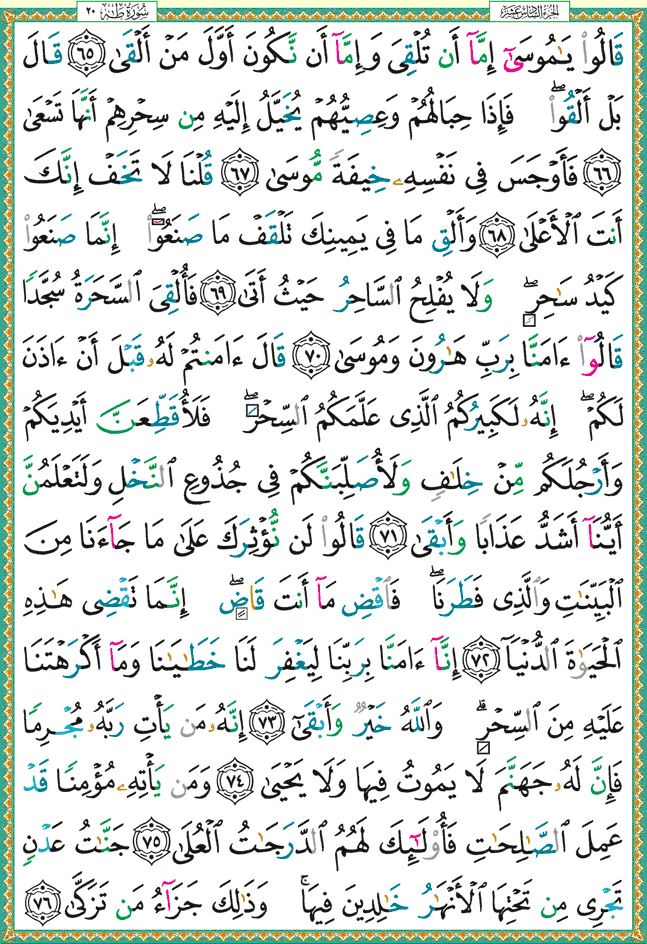 الجزء السادس عشر سورة طه ٢٠
قَالُوا۟ يَـٰمُوسَىٰٓ إِمَّآ أَن تُلْقِىَ وَإِمَّآ أَن نَّكُونَ أَوَّلَ مَنْ أَلْقَىٰ ﴿٦٥﴾ قَالَ
بَلْ أَلْقُوا۟ ۖ فَإِذَا حِبَالُهُمْ وَعِصِيُّهُمْ يُخَيَّلُ إِلَيْهِ مِن سِحْرِهِمْ أَنَّهَا تَسْعَىٰ
﴿٦٦﴾ فَأَوْجَسَ فِى نَفْسِهِۦ خِيفَةًۭ مُّوسَىٰ ﴿٦٧﴾ قُلْنَا لَا تَخَفْ إِنَّكَ
أَنتَ ٱلْأَعْلَىٰ ﴿٦٨﴾ وَأَلْقِ مَا فِى يَمِينِكَ تَلْقَفْ مَا صَنَعُوٓا۟ ۖ إِنَّمَا صَنَعُوا۟
كَيْدُ سَـٰحِرٍۢ ۖ وَلَا يُفْلِحُ ٱلسَّاحِرُ حَيْثُ أَتَىٰ ﴿٦٩﴾ فَأُلْقِىَ ٱلسَّحَرَةُ سُجَّدًۭا
قَالُوٓا۟ ءَامَنَّا بِرَبِّ هَـٰرُونَ وَمُوسَىٰ ﴿٧٠﴾ قَالَ ءَامَنتُمْ لَهُۥ قَبْلَ أَنْ ءَاذَنَ
لَكُمْ ۖ إِنَّهُۥ لَكَبِيرُكُمُ ٱلَّذِى عَلَّمَكُمُ ٱلسِّحْرَ ۖ فَلَأُقَطِّعَنَّ أَيْدِيَكُمْ
وَأَرْجُلَكُم مِّنْ خِلَـٰفٍۢ وَلَأُصَلِّبَنَّكُمْ فِى جُذُوعِ ٱلنَّخْلِ وَلَتَعْلَمُنَّ
أَيُّنَآ أَشَدُّ عَذَابًۭا وَأَبْقَىٰ ﴿٧١﴾ قَالُوا۟ لَن نُّؤْثِرَكَ عَلَىٰ مَا جَآءَنَا مِنَ
ٱلْبَيِّنَـٰتِ وَٱلَّذِى فَطَرَنَا ۖ فَٱقْضِ مَآ أَنتَ قَاضٍ ۖ إِنَّمَا تَقْضِى هَـٰذِهِ
ٱلْحَيَوٰةَ ٱلدُّنْيَآ ﴿٧٢﴾ إِنَّآ ءَامَنَّا بِرَبِّنَا لِيَغْفِرَ لَنَا خَطَـٰيَـٰنَا وَمَآ أَكْرَهْتَنَا
عَلَيْهِ مِنَ ٱلسِّحْرِ ۗ وَٱللَّهُ خَيْرٌۭ وَأَبْقَىٰٓ ﴿٧٣﴾ إِنَّهُۥ مَن يَأْتِ رَبَّهُۥ مُجْرِمًۭا
فَإِنَّ لَهُۥ جَهَنَّمَ لَا يَمُوتُ فِيهَا وَلَا يَحْيَىٰ ﴿٧٤﴾ وَمَن يَأْتِهِۦ مُؤْمِنًۭا قَدْ
عَمِلَ ٱلصَّـٰلِحَـٰتِ فَأُو۟لَـٰٓئِكَ لَهُمُ ٱلدَّرَجَـٰتُ ٱلْعُلَىٰ ﴿٧٥﴾ جَنَّـٰتُ عَدْنٍۢ
تَجْرِى مِن تَحْتِهَا ٱلْأَنْهَـٰرُ خَـٰلِدِينَ فِيهَا ۚ وَذَٰلِكَ جَزَآءُ مَن تَزَكَّىٰ ﴿٧٦﴾